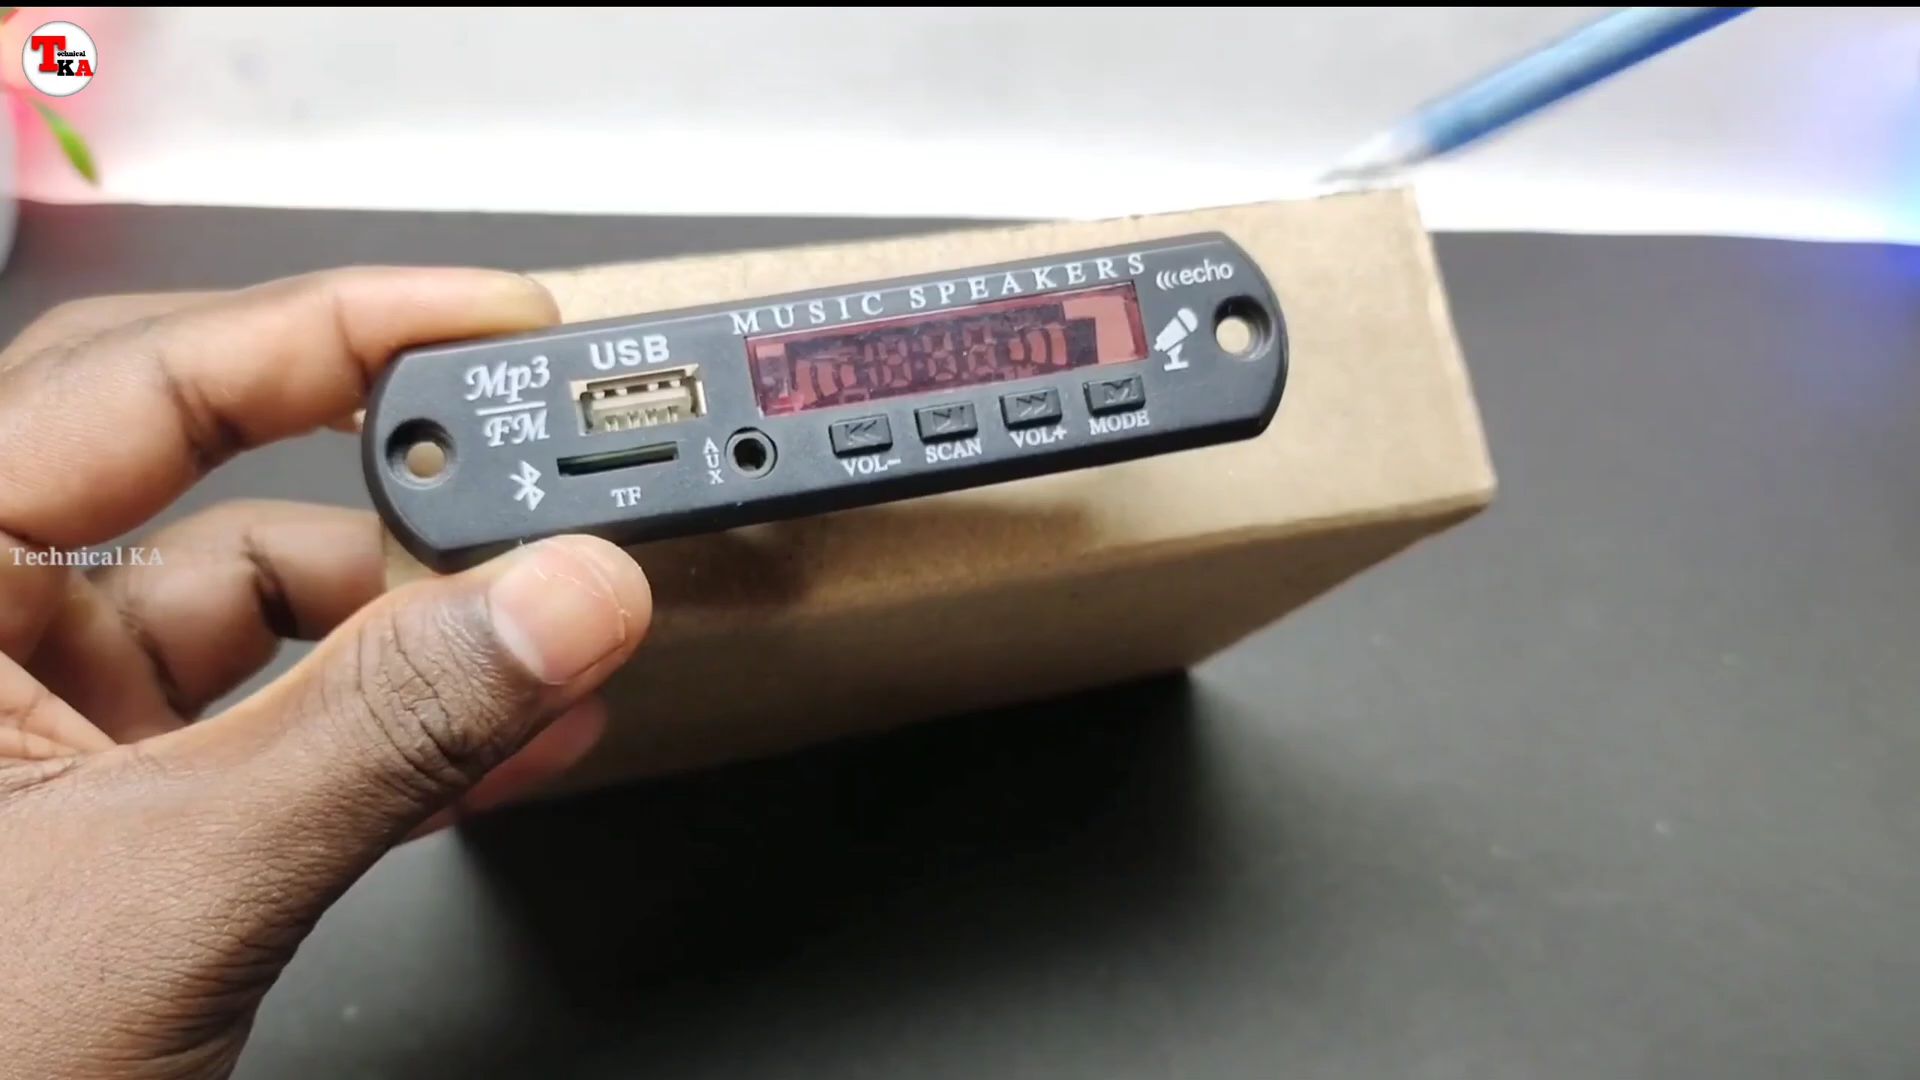 Technical
KA
MUSIC SPEAKERS
echo
USB
Mp3
FM
AUX
VOL-
SCAN
VOL+
MODE
TF
Technical KA